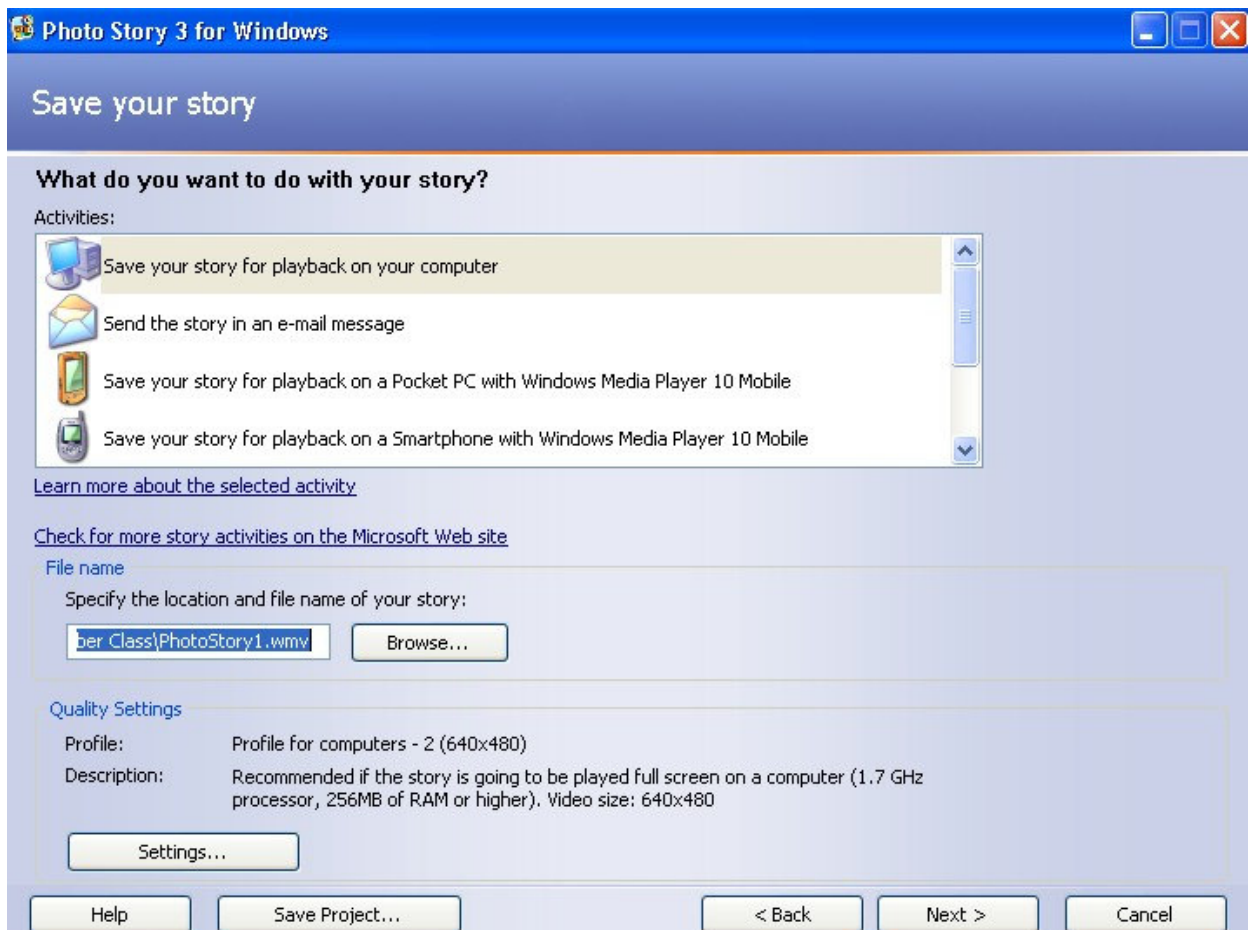 Photo Story 3 for Windows
Save your story
What do you want to do with your story?
Activities:
Save your story for playback on your computer
Send the story in an e-mail message
Save your story for playback on a Pocket PC with Windows Media Player 10 Mobile
Save your story for playback on a Smartphone with Windows Media Player 10 Mobile
Learn more about the selected activity
Check for more story activities on the Microsoft Web site
File name
Specify the location and file name of your story:
ber Class\PhotoStory1.wmv
Browse...
Quality Settings
Profile: Profile for computers - 2 (640x480)
Description: Recommended if the story is going to be played full screen on a computer (1.7 GHz
processor, 256MB of RAM or higher). Video size: 640x480
Settings...
Help Save Project... < Back Next > Cancel